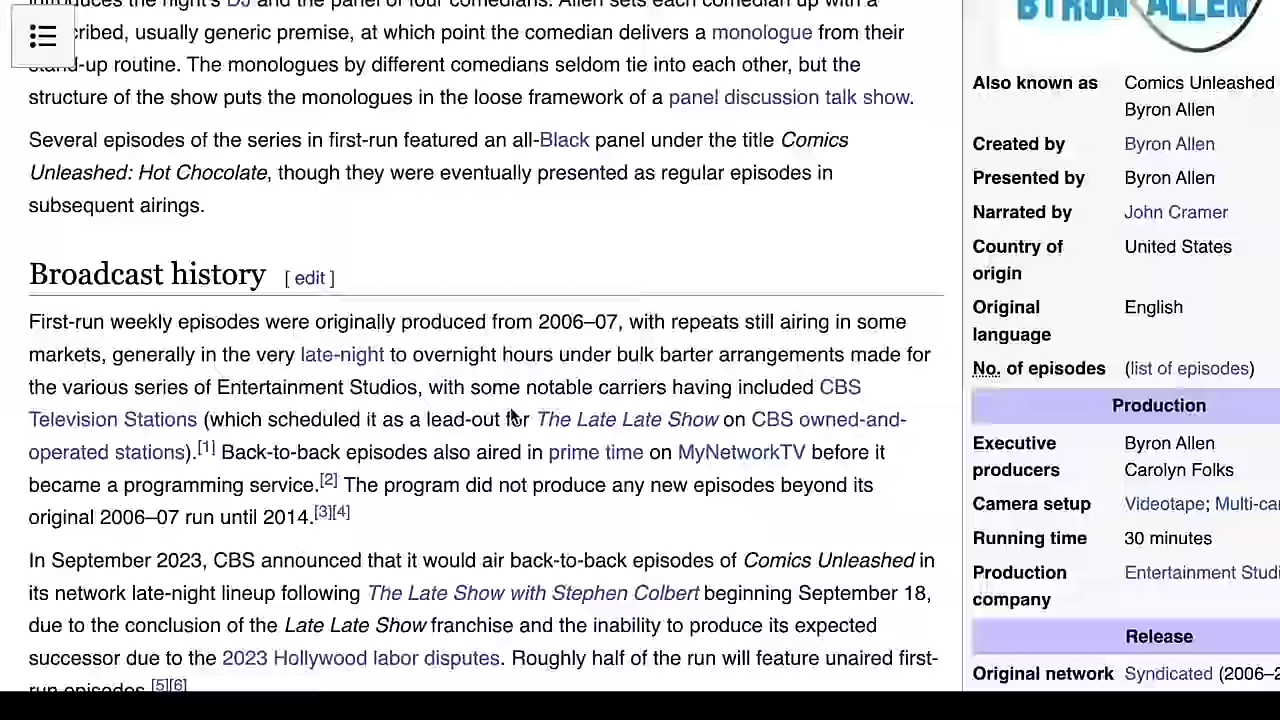 introduces the night's DJ and the panel of four comedians. Allen sets each comedian up with a
cribed, usually generic premise, at which point the comedian delivers a monologue from their
stand-up routine. The monologues by different comedians seldom tie into each other, but the
structure of the show puts the monologues in the loose framework of a panel discussion talk show.
Several episodes of the series in first-run featured an all-Black panel under the title Comics
Unleashed: Hot Chocolate, though they were eventually presented as regular episodes in
subsequent airings.
Broadcast history [ edit ]
First-run weekly episodes were originally produced from 2006–07, with repeats still airing in some
markets, generally in the very late-night to overnight hours under bulk barter arrangements made for
the various series of Entertainment Studios, with some notable carriers having included CBS
Television Stations (which scheduled it as a lead-out for The Late Late Show on CBS owned-and-
operated stations).[1] Back-to-back episodes also aired in prime time on MyNetworkTV before it
became a programming service.[2] The program did not produce any new episodes beyond its
original 2006–07 run until 2014.[3][4]
In September 2023, CBS announced that it would air back-to-back episodes of Comics Unleashed in
its network late-night lineup following The Late Show with Stephen Colbert beginning September 18,
due to the conclusion of the Late Late Show franchise and the inability to produce its expected
successor due to the 2023 Hollywood labor disputes. Roughly half of the run will feature unaired first-
run episodes.[5][6]
BYRON ALLEN
Also known as Comics Unleashed
Byron Allen
Created by Byron Allen
Presented by Byron Allen
Narrated by John Cramer
Country of United States
origin
Original English
language
No. of episodes (list of episodes)
Production
Executive Byron Allen
producers Carolyn Folks
Camera setup Videotape; Multi-ca
Running time 30 minutes
Production Entertainment Studi
company
Release
Original network Syndicated (2006–2